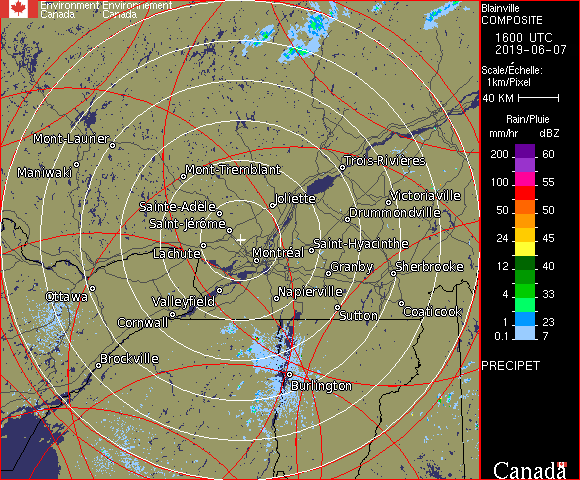 Environment Environnement
Canada Canada
Blainville
COMPOSITE
1600 UTC
2019-06-07
Scale/Échelle:
1km/Pixel
40 KM
Rain/Pluie
mm/hr dBZ
200 60
100 55
50 50
24 45
12 40
4 33
1 23
0.1 7
PRECIPET
Mont-Laurier
Maniwaki
Mont-Tremblant
Trois-Rivières
Joliette
Victoriaville
Sainte-Adèle
Drummondville
Saint-Jérôme
Saint-Hyacinthe
Lachute
Montréal
Granby
Sherbrooke
Ottawa
Valleyfield
Napierville
Cornwall
Sutton
Coaticook
Brockville
Burlington
Canada